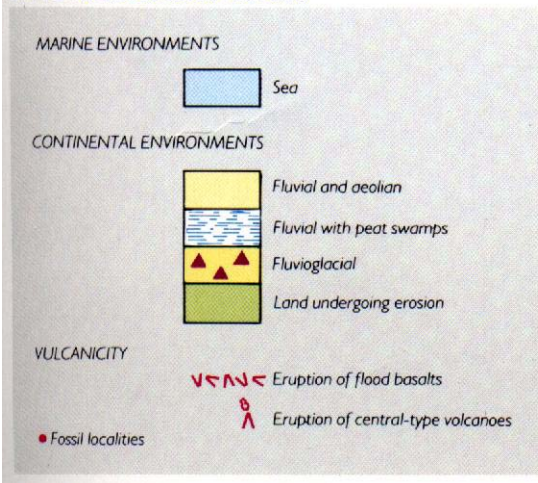 MARINE ENVIRONMENTS
Sea
CONTINENTAL ENVIRONMENTS
Fluvial and aeolian
Fluvial with peat swamps
Fluvioglacial
Land undergoing erosion
VULCANICITY
Eruption of flood basalts
Eruption of central-type volcanoes
Fossil localities